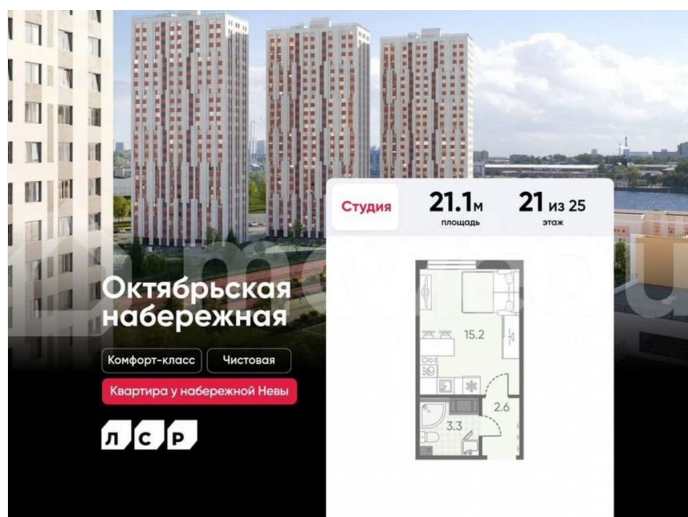 Студия
21.1м
площадь
21 из 25
этаж
Октябрьская
набережная
Комфорт-класс
Чистовая
Квартира у набережной Невы
ЛСР
15.2
2.6
3.3